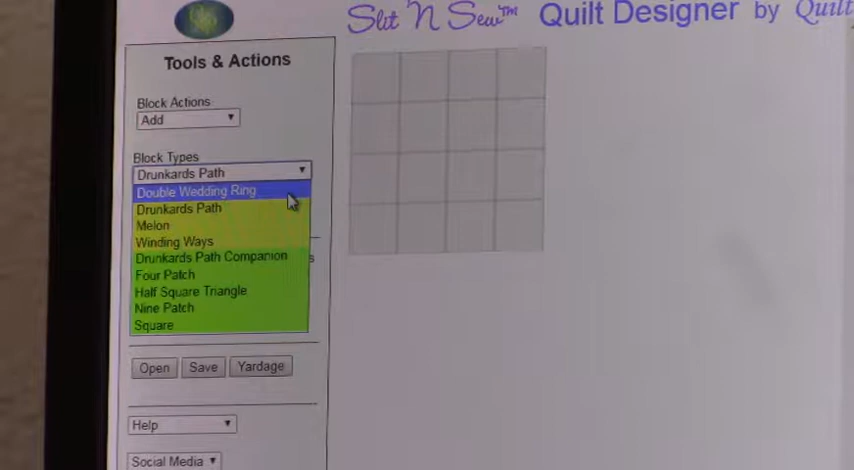 Slit 'N Sew™ Quilt Designer by Quilt
Tools & Actions
Block Actions
Add
Block Types
Drunkards Path
Double Wedding Ring
Drunkards Path
Melon
Winding Ways
Drunkards Path Companion
s
Four Patch
Half Square Triangle
Nine Patch
Square
Open Save Yardage
Help
Social Media